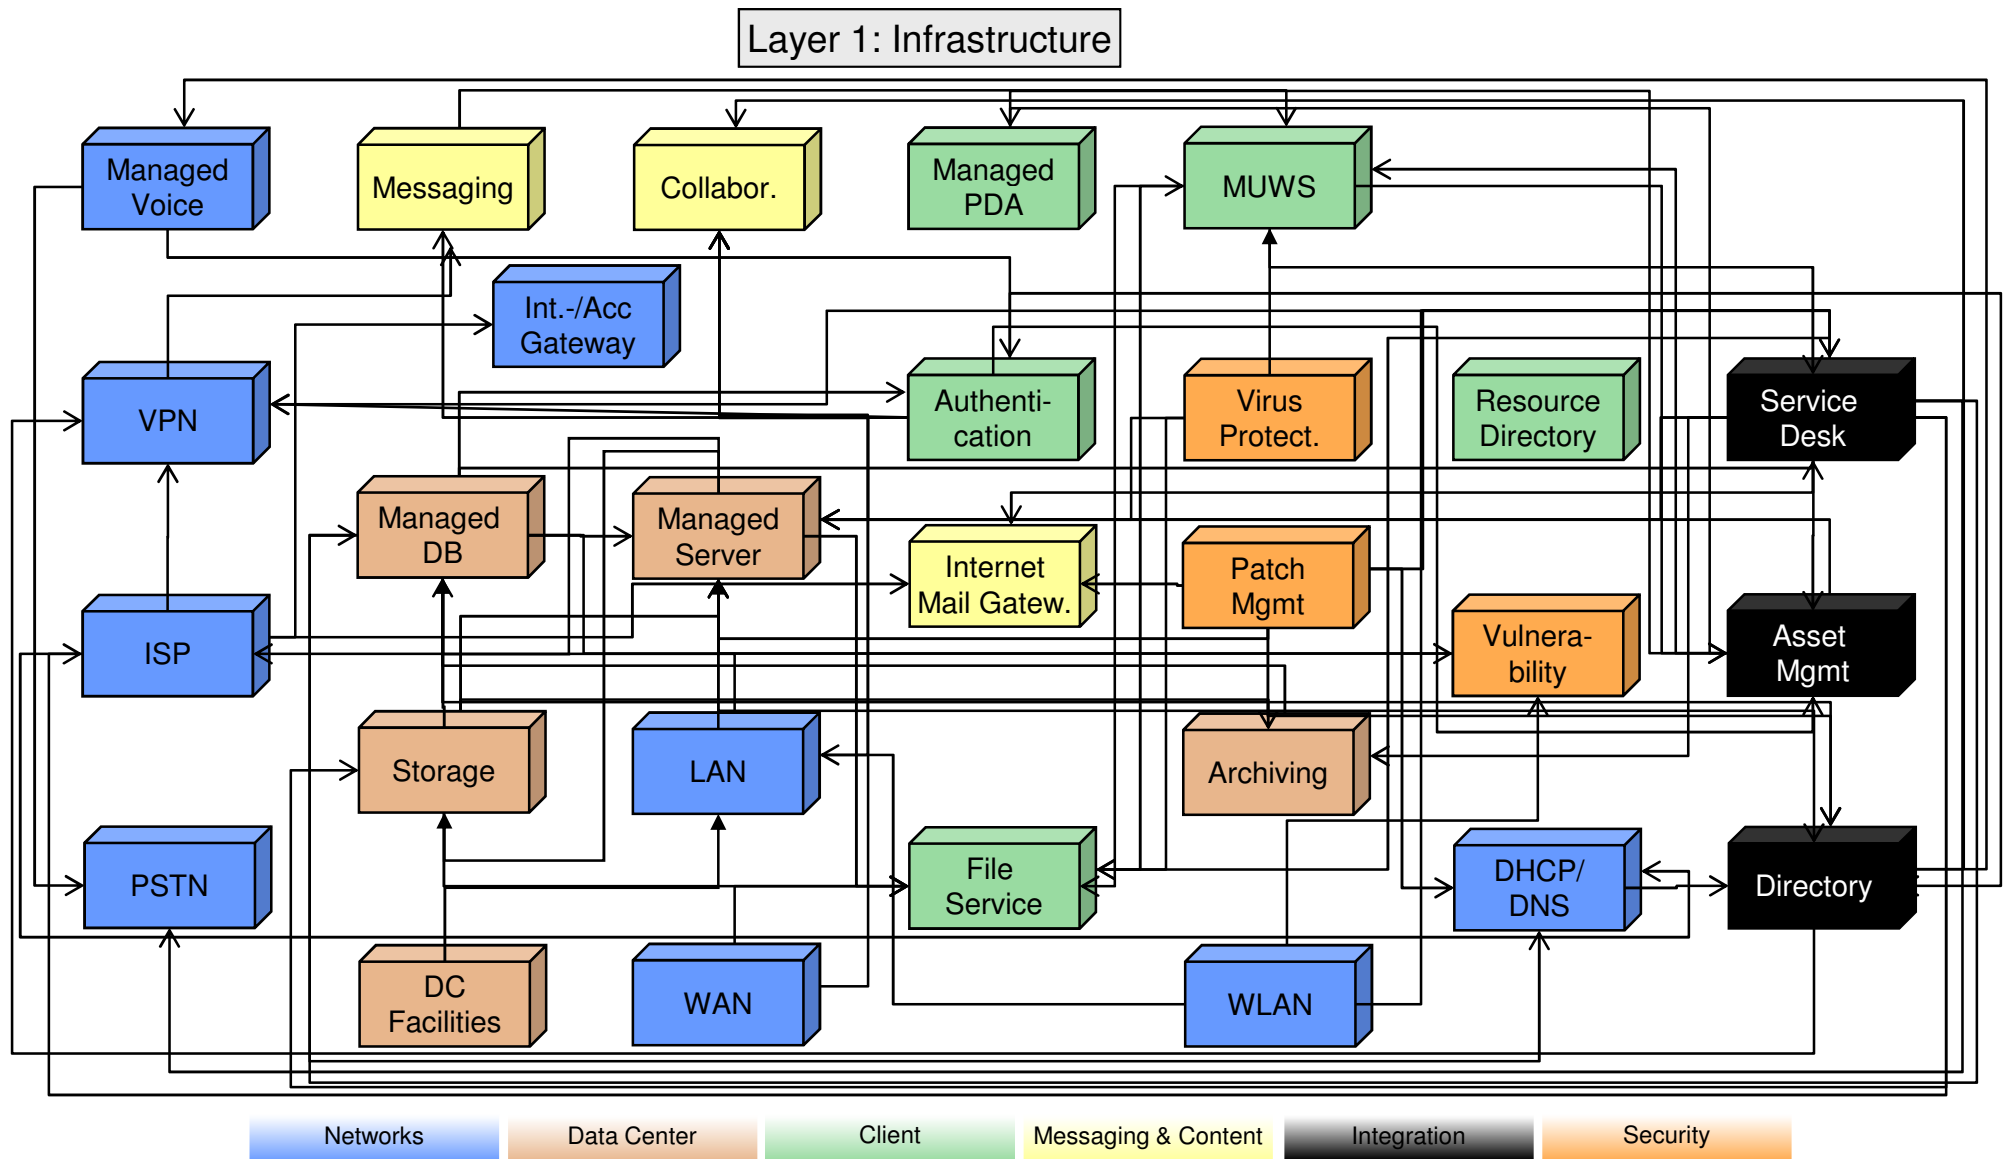 Layer 1: Infrastructure
Managed
Voice
Messaging
Collabor.
Managed
PDA
MUWS
Int.-/Acc
Gateway
VPN
Authenti-
cation
Virus
Protect.
Resource
Directory
Service
Desk
Managed
DB
Managed
Server
Internet
Mail Gatew.
Patch
Mgmt
ISP
Vulnera-
bility
Asset
Mgmt
Storage
LAN
Archiving
PSTN
File
Service
DHCP/
DNS
Directory
DC
Facilities
WAN
WLAN
Networks
Data Center
Client
Messaging & Content
Integration
Security